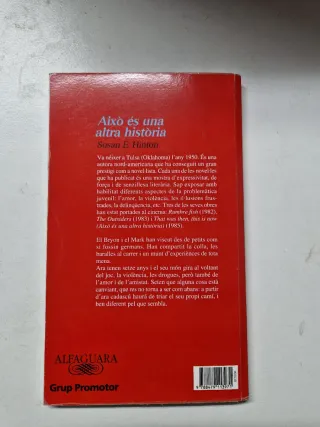 Això és una
altra història
Susan E. Hinton
Va néixer a Tulsa (Oklahoma) l'any 1950. És una
autora nord-americana que ha conseguit un gran
prestigi com a novel·lista. Cada una de les novel·les
que ha publicat és una mostra d'expressivitat, de
força i de senzillesa literària. Sap exposar amb
habilitat diferents aspectes de la problemàtica
juvenil: l'amor, la violència, les il·lusions frustra-
tades, la delinqüència, etc. Tres de les seves obres
han estat portades al cinema: Rumble fish (1982),
The Outsiders (1983) i That was then, this is now
(Això és una altra història) (1985).
El Bryon i el Mark han viscut des de petits com
si fossin germans. Han compartit la colla, les
baralles al carrer i un munt d'experiències de tota
mena.
Ara tenen setze anys i el seu món gira al voltant
del joc, la violència, les drogues, però també de
l'amor i de l'amistat. Senten que alguna cosa està
canviant, que res no torna a ser com abans: a partir
d'ara cadascú haurà de triar el seu propi camí, i
ben diferent pel que sembla.
ALFAGUARA
Grup Promotor